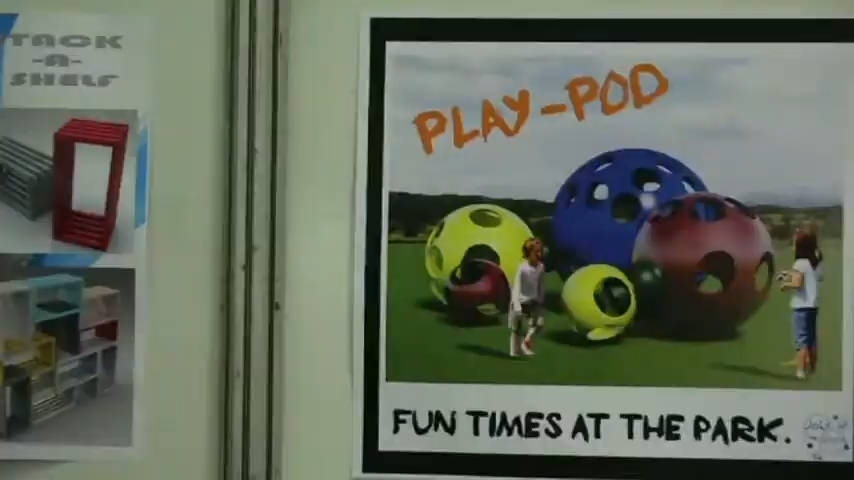 TACK
-A-
SHELF
PLAY-POD
FUN TIMES AT THE PARK.